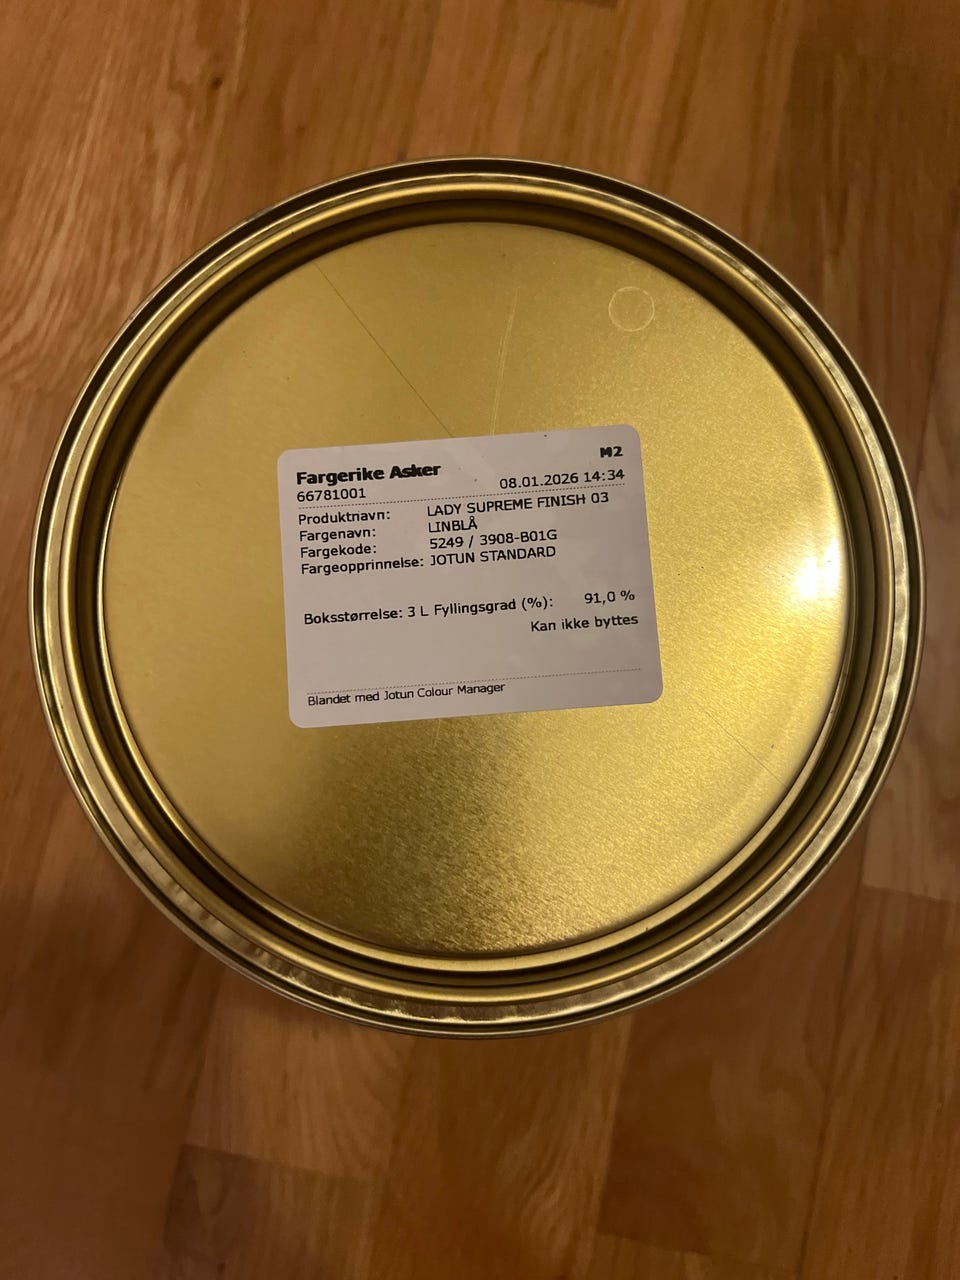 Fargerike Asker M2
66781001 08.01.2026 14:34
Produktnavn: LADY SUPREME FINISH 03
Fargenavn: LINBLÅ
Fargekode: 5249 / 3908-B01G
Fargeopprinnelse: JOTUN STANDARD
Boksstørrelse: 3 L Fyllingsgrad (%): 91,0 %
Kan ikke byttes
Blandet med Jotun Colour Manager